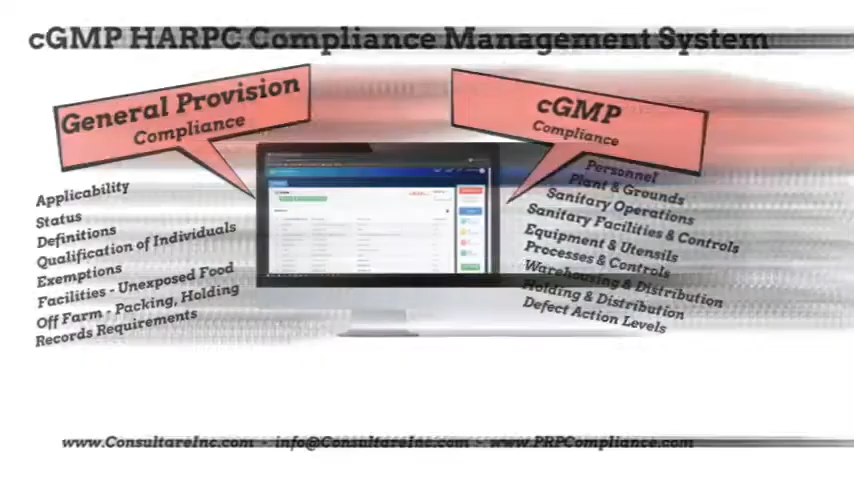 cGMP HARPC Compliance Management System
General Provision
Compliance
Applicability
Status
Definitions
Qualification of Individuals
Exemptions
Facilities - Unexposed Food
Off Farm - Packing, Holding
Records Requirements
cGMP
Compliance
Personnel
Plant & Grounds
Sanitary Operations
Sanitary Facilities & Controls
Equipment & Utensils
Processes & Controls
Warehousing & Distribution
Holding & Distribution
Defect Action Levels
www.ConsultareInc.com - info@ConsultareInc.com - www.PRPCompliance.com